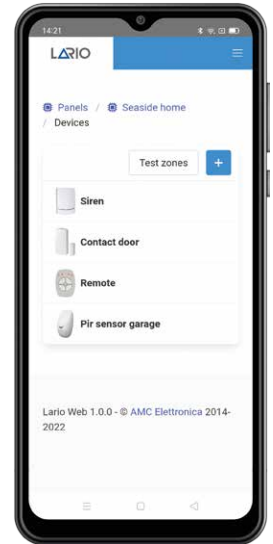 14:21
LARIO
Panels / Seaside home
/ Devices
Test zones +
Siren
Contact door
Remote
Pir sensor garage
Lario Web 1.0.0 - © AMC Elettronica 2014-
2022